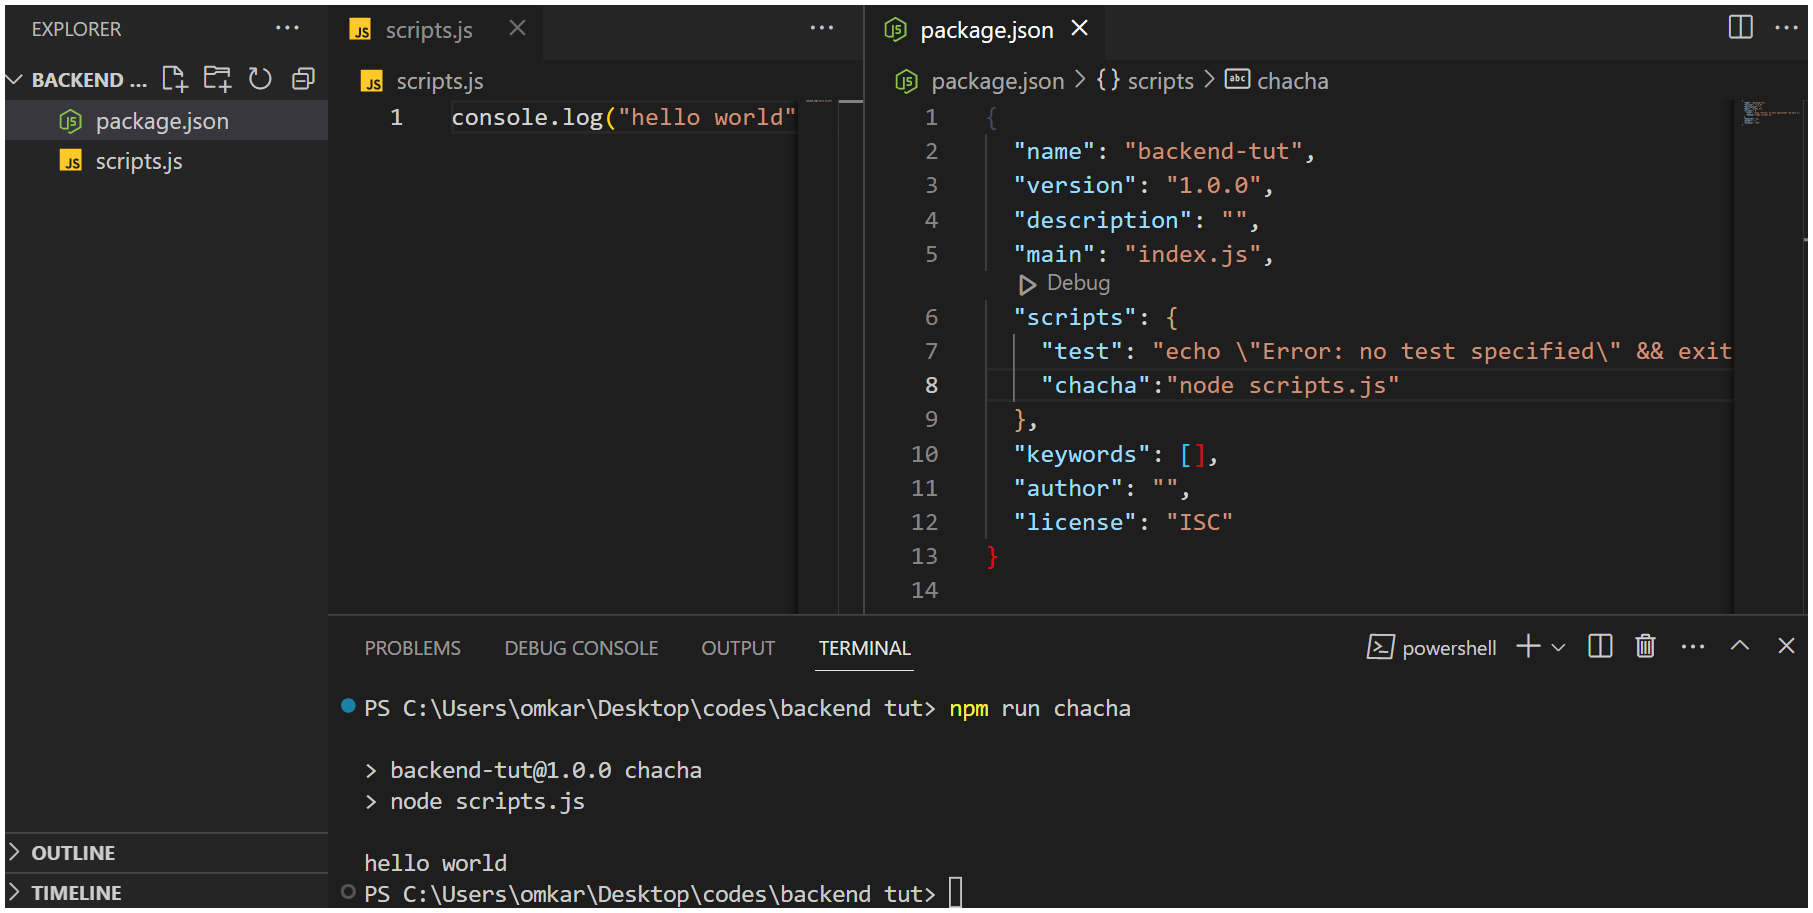 EXPLORER
BACKEND ...
package.json
scripts.js
OUTLINE
TIMELINE
scripts.js
scripts.js
1 console.log("hello world"
package.json
package.json > {} scripts > abc chacha
1 {
2 "name": "backend-tut",
3 "version": "1.0.0",
4 "description": "",
5 "main": "index.js",
Debug
6 "scripts": {
7 "test": "echo \"Error: no test specified\" && exit
8 "chacha":"node scripts.js"
9 },
10 "keywords": [],
11 "author": "",
12 "license": "ISC"
13 }
14
PROBLEMS DEBUG CONSOLE OUTPUT TERMINAL powershell
PS C:\Users\omkar\Desktop\codes\backend tut> npm run chacha
> backend-tut@1.0.0 chacha
> node scripts.js
hello world
PS C:\Users\omkar\Desktop\codes\backend tut>